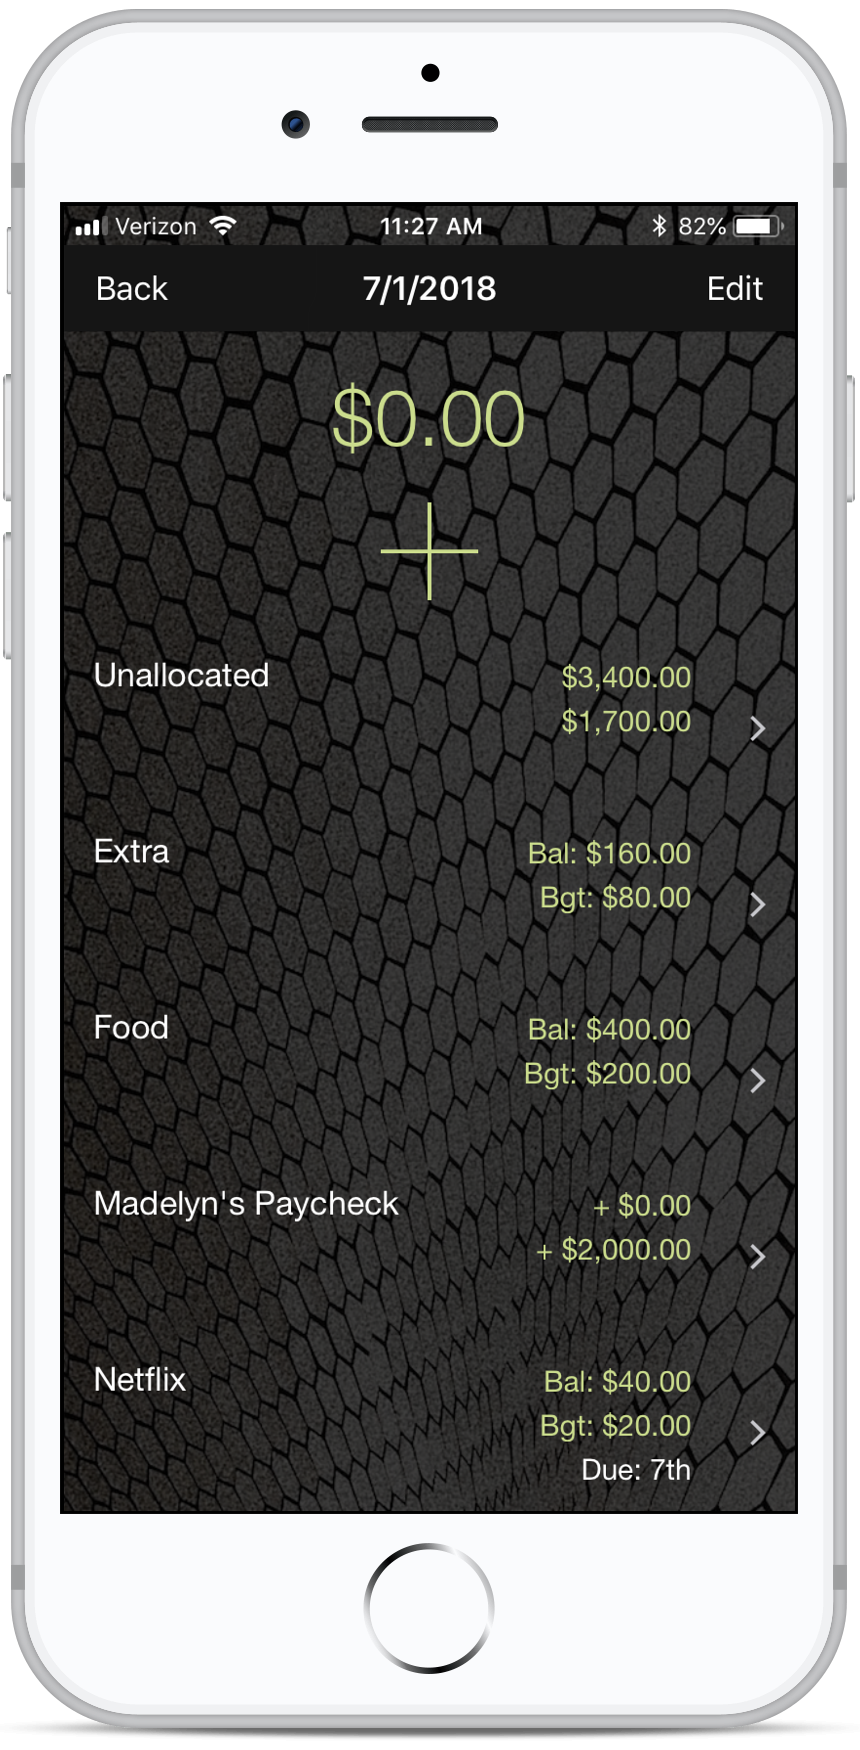 Verizon 11:27 AM 82%
Back 7/1/2018 Edit
$0.00
Unallocated $3,400.00
$1,700.00
Extra Bal: $160.00
Bgt: $80.00
Food Bal: $400.00
Bgt: $200.00
Madelyn's Paycheck + $0.00
+ $2,000.00
Netflix Bal: $40.00
Bgt: $20.00
Due: 7th